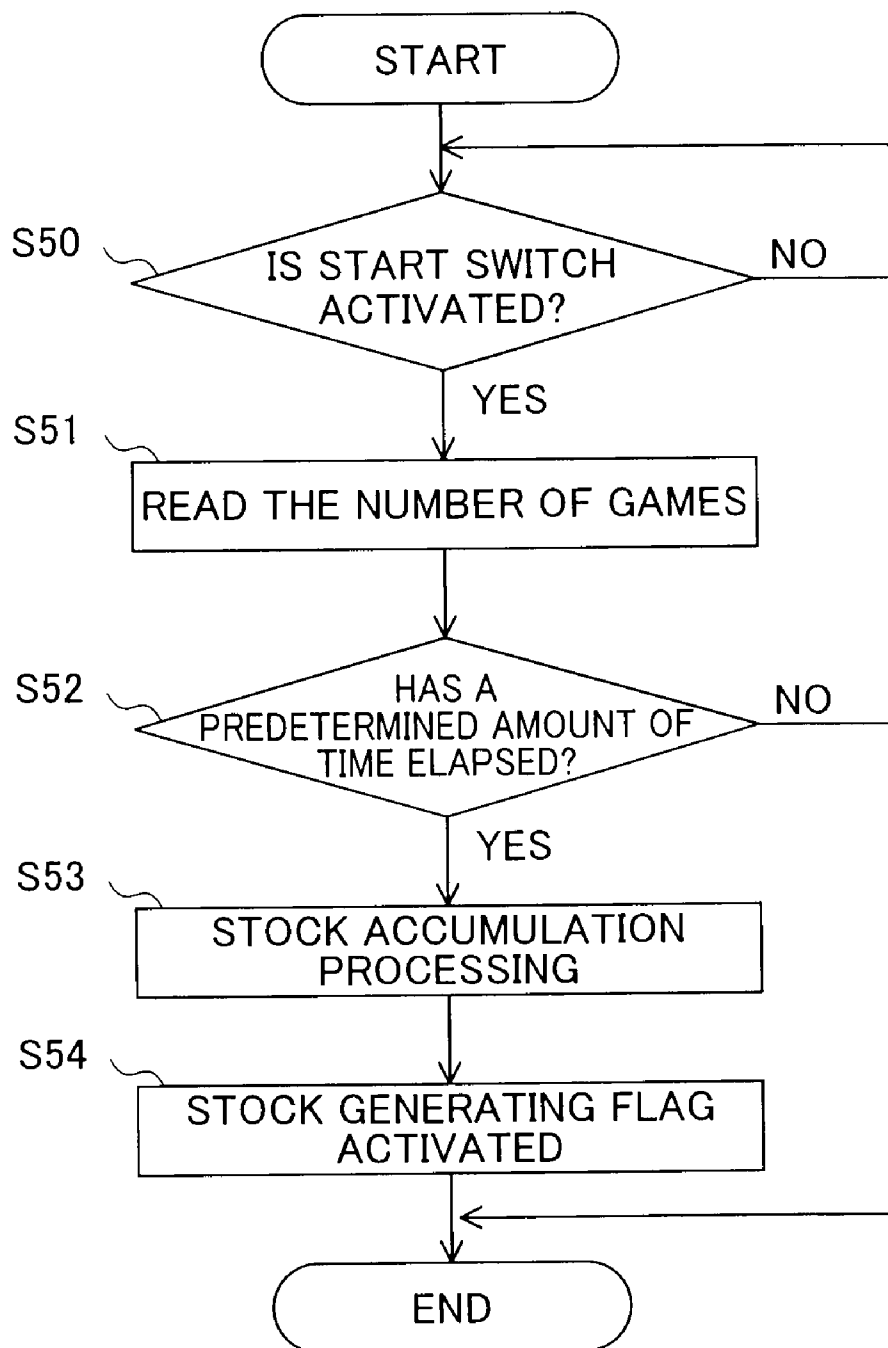 START
S50
IS START SWITCH
ACTIVATED?
NO
YES
S51
READ THE NUMBER OF GAMES
S52
HAS A
PREDETERMINED AMOUNT OF
TIME ELAPSED?
NO
YES
S53
STOCK ACCUMULATION
PROCESSING
S54
STOCK GENERATING FLAG
ACTIVATED
END